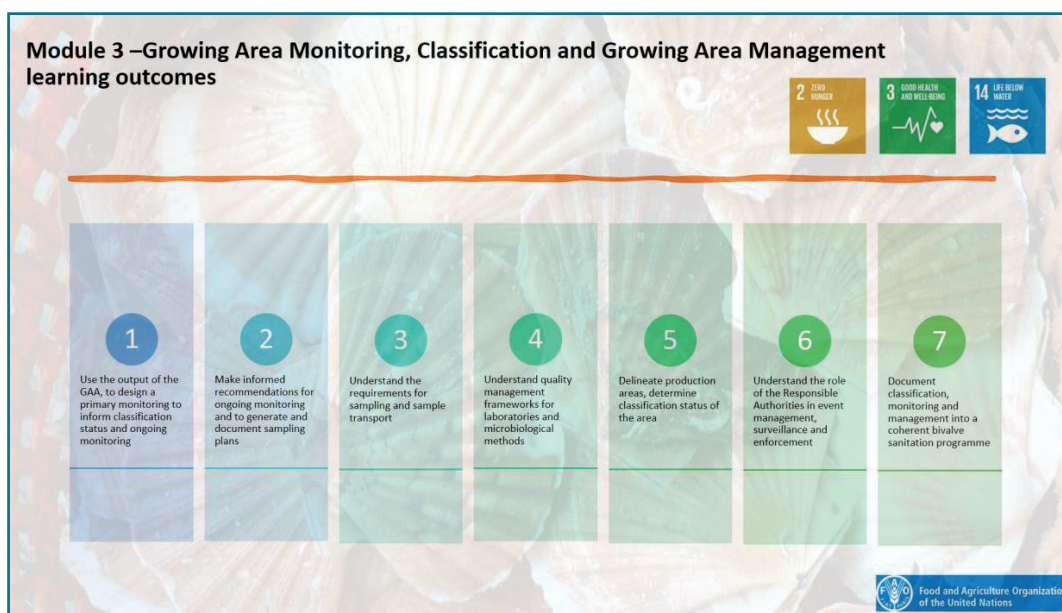 Module 3 –Growing Area Monitoring, Classification and Growing Area Management
learning outcomes
2 ZERO
HUNGER
3 GOOD HEALTH
AND WELL-BEING
14 LIFE BELOW
WATER
1
Use the output of the
GAA, to design a
primary monitoring to
inform classification
status and ongoing
monitoring
2
Make informed
recommendations for
ongoing monitoring
and to generate and
document sampling
plans
3
Understand the
requirements for
sampling and sample
transport
4
Understand quality
management
frameworks for
laboratories and
microbiological
methods
5
Delineate production
areas, determine
classification status of
the area
6
Understand the role
of the Responsible
Authorities in event
management,
surveillance and
enforcement
7
Document
classification,
monitoring and
management into a
coherent bivalve
sanitation programme
Food and Agriculture Organizatio
of the United Nations